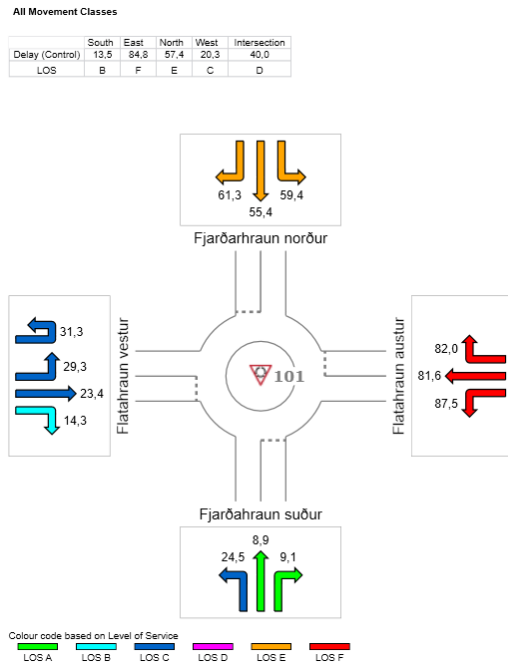 All Movement Classes
South East North West Intersection
Delay (Control) 13,5 84,8 57,4 20,3 40,0
LOS B F E C D
61,3 59,4
55,4
Fjarðarhraun norður
31,3
29,3
23,4
14,3
Flatahraun vestur
101
Flatahraun austur
82,0
81,6
87,5
Fjarðahraun suður
8,9
24,5 9,1
Colour code based on Level of Service
LOS A LOS B LOS C LOS D LOS E LOS F